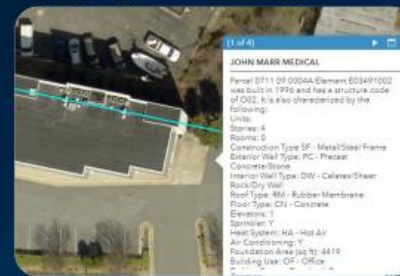 (1 of 4)
JOHN MARR MEDICAL
Parcel 0711 09 0004A Element E03491002
was built in 1996 and has a structure code
of O02. It is also characterized by the
following:
Units:
Stories: 4
Rooms: 0
Construction Type SF - Metal/Steel Frame
Exterior Wall Type: PC - Precast
Concrete/Stone
Interior Wall Type: DW - Celatex/Sheet
Rock/Dry Wall
Roof Type: RM - Rubber Membrane
Floor Type: CN - Concrete
Elevators: 1
Sprinkler: Y
Heat System: HA - Hot Air
Air Conditioning: Y
Foundation Area (sq ft): 4419
Building Use: OF - Office